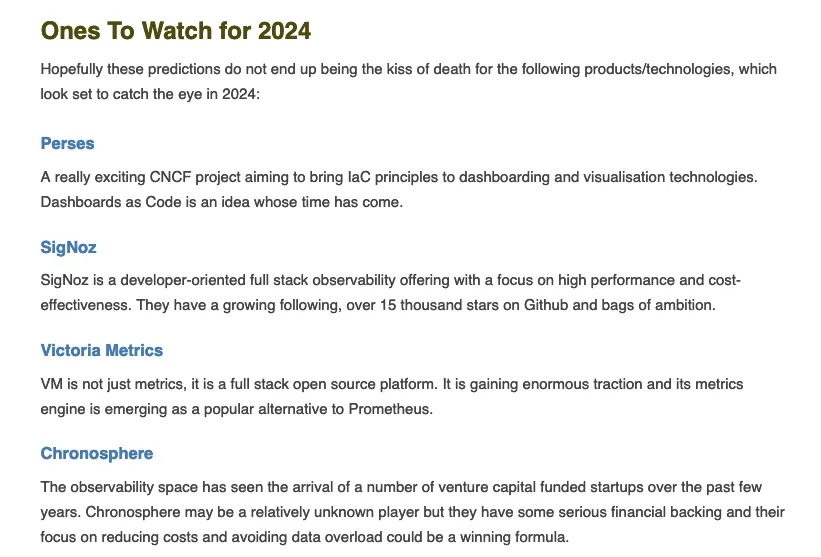 Ones To Watch for 2024
Hopefully these predictions do not end up being the kiss of death for the following products/technologies, which
look set to catch the eye in 2024:
Perses
A really exciting CNCF project aiming to bring IaC principles to dashboarding and visualisation technologies.
Dashboards as Code is an idea whose time has come.
SigNoz
SigNoz is a developer-oriented full stack observability offering with a focus on high performance and cost-
effectiveness. They have a growing following, over 15 thousand stars on Github and bags of ambition.
Victoria Metrics
VM is not just metrics, it is a full stack open source platform. It is gaining enormous traction and its metrics
engine is emerging as a popular alternative to Prometheus.
Chronosphere
The observability space has seen the arrival of a number of venture capital funded startups over the past few
years. Chronosphere may be a relatively unknown player but they have some serious financial backing and their
focus on reducing costs and avoiding data overload could be a winning formula.